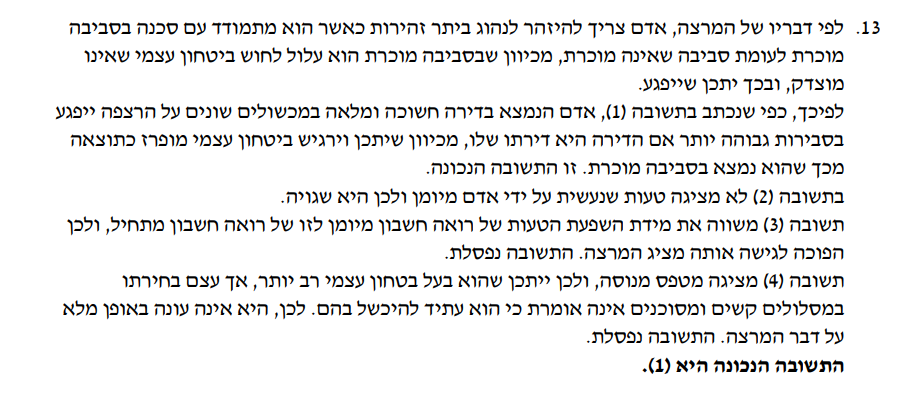 13. לפי דבריו של המרצה, אדם צריך להיזהר לנהוג ביתר זהירות כאשר הוא מתמודד עם סכנה בסביבה
מוכרת לעומת סביבה שאינה מוכרת, מכיוון שבסביבה מוכרת הוא עלול לחוש ביטחון עצמי שאינו
מוצדק, ובכך יתכן שייפגע.
לפיכך, כפי שנכתב בתשובה (1), אדם הנמצא בדירה חשוכה ומלאה במכשולים שונים על הרצפה ייפגע
בסבירות גבוהה יותר אם הדירה היא דירתו שלו, מכיוון שיתכן וירגיש ביטחון עצמי מופרז כתוצאה
מכך שהוא נמצא בסביבה מוכרת. זו התשובה הנכונה.
בתשובה (2) לא מציגה טעות שנעשית על ידי אדם מיומן ולכן היא שגויה.
תשובה (3) משווה את מידת השפעת הטעות של רואה חשבון מיומן לזו של רואה חשבון מתחיל, ולכן
הפוכה לגישה אותה מציג המרצה. התשובה נפסלת.
תשובה (4) מציגה מטפס מנוסה, ולכן ייתכן שהוא בעל בטחון עצמי רב יותר, אך עצם בחירתו
במסלולים קשים ומסוכנים אינה אומרת כי הוא עתיד להיכשל בהם. לכן, היא אינה עונה באופן מלא
על דבר המרצה. התשובה נפסלת.
התשובה הנכונה היא (1).